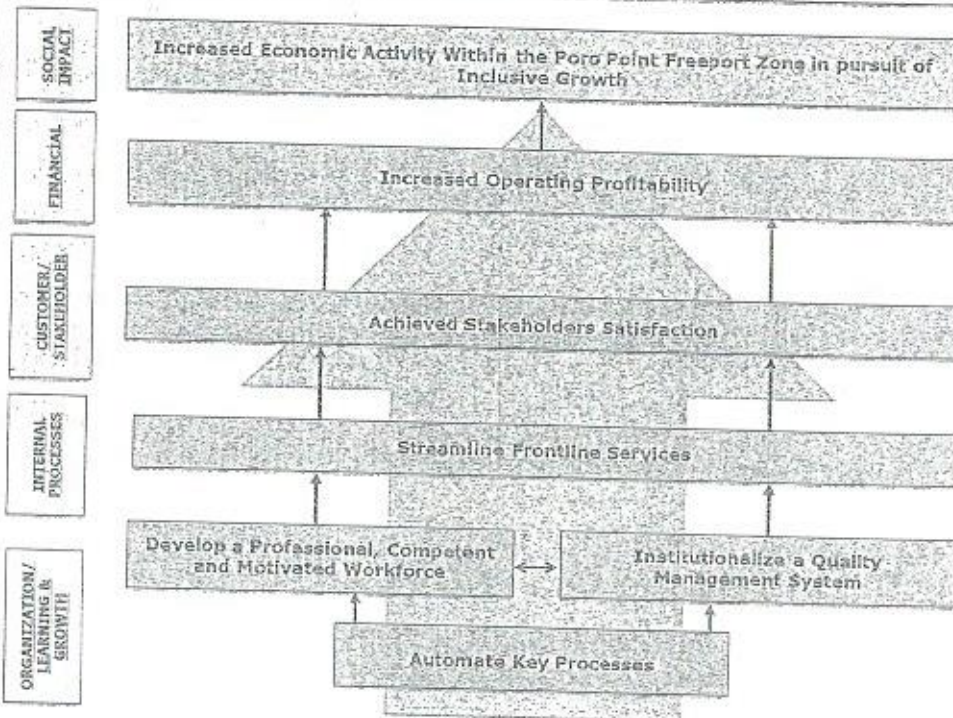 SOCIAL
IMPACT
Increased Economic Activity Within the Poro Point Freeport Zone in pursuit of
Inclusive Growth
FINANCIAL
Increased Operating Profitability
CUSTOMER/
STAKEHOLDER
Achieved Stakeholders Satisfaction
INTERNAL
PROCESSES
Streamline Frontline Services
ORGANIZATION/
LEARNING &
GROWTH
Develop a Professional, Competent
and Motivated Workforce
Institutionalize a Quality
Management System
Automate Key Processes